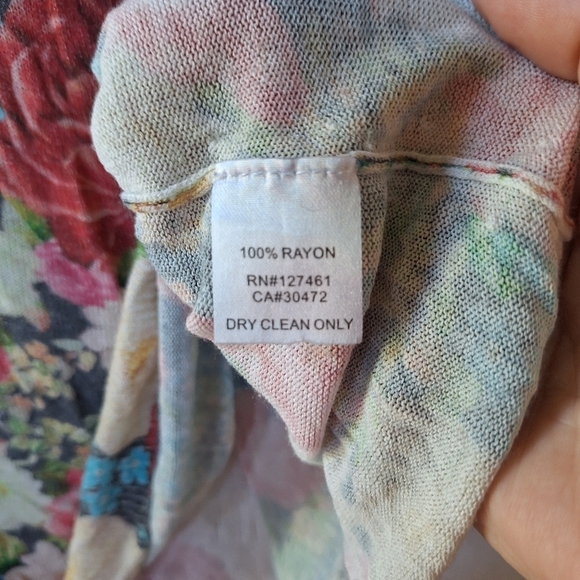 100% RAYON
RN#127461
CA#30472
DRY CLEAN ONLY